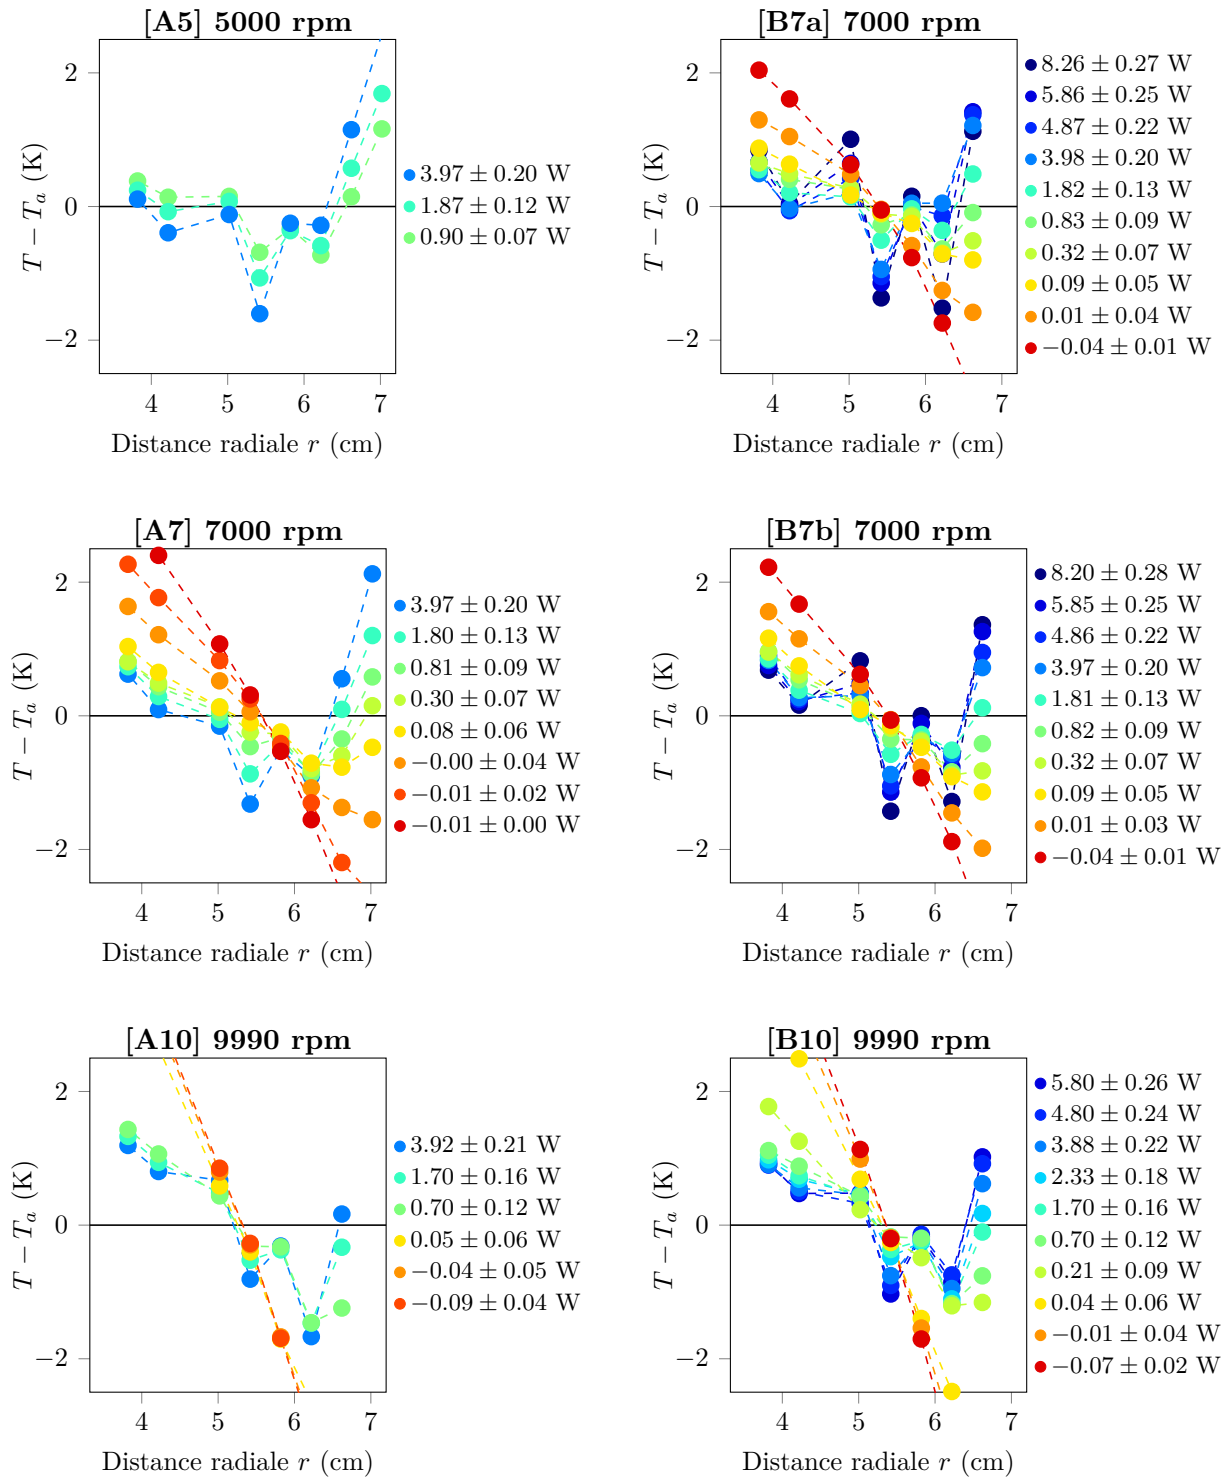 [A5] 5000 rpm
2
0
−2
T − Tₐ (K)
4 5 6 7
Distance radiale r (cm)
3.97 ± 0.20 W
1.87 ± 0.12 W
0.90 ± 0.07 W
[B7a] 7000 rpm
2
0
−2
T − Tₐ (K)
4 5 6 7
Distance radiale r (cm)
8.26 ± 0.27 W
5.86 ± 0.25 W
4.87 ± 0.22 W
3.98 ± 0.20 W
1.82 ± 0.13 W
0.83 ± 0.09 W
0.32 ± 0.07 W
0.09 ± 0.05 W
0.01 ± 0.04 W
−0.04 ± 0.01 W
[A7] 7000 rpm
2
0
−2
T − Tₐ (K)
4 5 6 7
Distance radiale r (cm)
3.97 ± 0.20 W
1.80 ± 0.13 W
0.81 ± 0.09 W
0.30 ± 0.07 W
0.08 ± 0.06 W
−0.00 ± 0.04 W
−0.01 ± 0.02 W
−0.01 ± 0.00 W
[B7b] 7000 rpm
2
0
−2
T − Tₐ (K)
4 5 6 7
Distance radiale r (cm)
8.20 ± 0.28 W
5.85 ± 0.25 W
4.86 ± 0.22 W
3.97 ± 0.20 W
1.81 ± 0.13 W
0.82 ± 0.09 W
0.32 ± 0.07 W
0.09 ± 0.05 W
0.01 ± 0.03 W
−0.04 ± 0.01 W
[A10] 9990 rpm
2
0
−2
T − Tₐ (K)
4 5 6 7
Distance radiale r (cm)
3.92 ± 0.21 W
1.70 ± 0.16 W
0.70 ± 0.12 W
0.05 ± 0.06 W
−0.04 ± 0.05 W
−0.09 ± 0.04 W
[B10] 9990 rpm
2
0
−2
T − Tₐ (K)
4 5 6 7
Distance radiale r (cm)
5.80 ± 0.26 W
4.80 ± 0.24 W
3.88 ± 0.22 W
2.33 ± 0.18 W
1.70 ± 0.16 W
0.70 ± 0.12 W
0.21 ± 0.09 W
0.04 ± 0.06 W
−0.01 ± 0.04 W
−0.07 ± 0.02 W